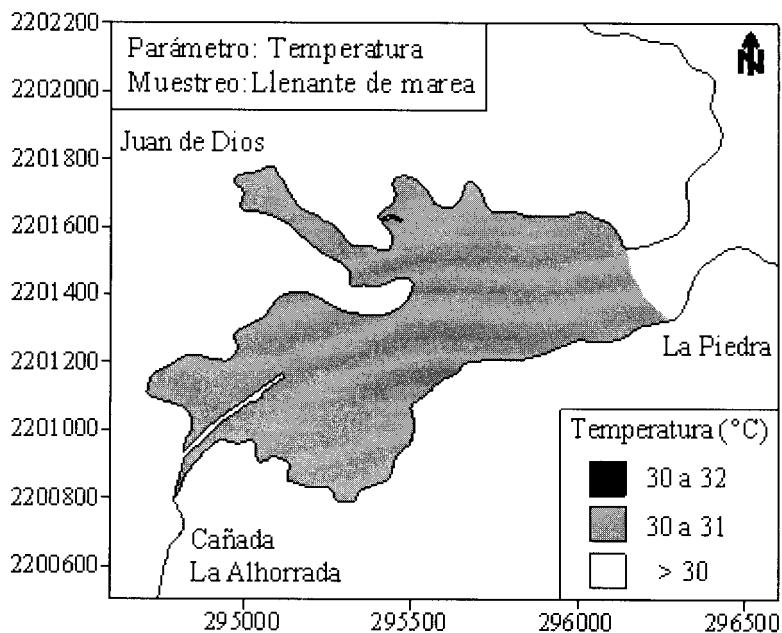 2202200
2202000
2201800
2201600
2201400
2201200
2201000
2200800
2200600
Parámetro: Temperatura
Muestreo: Llenante de marea
N
Juan de Dios
La Piedra
Cañada
La Alhorrada
Temperatura (°C)
30 a 32
30 a 31
> 30
295000
295500
296000
296500